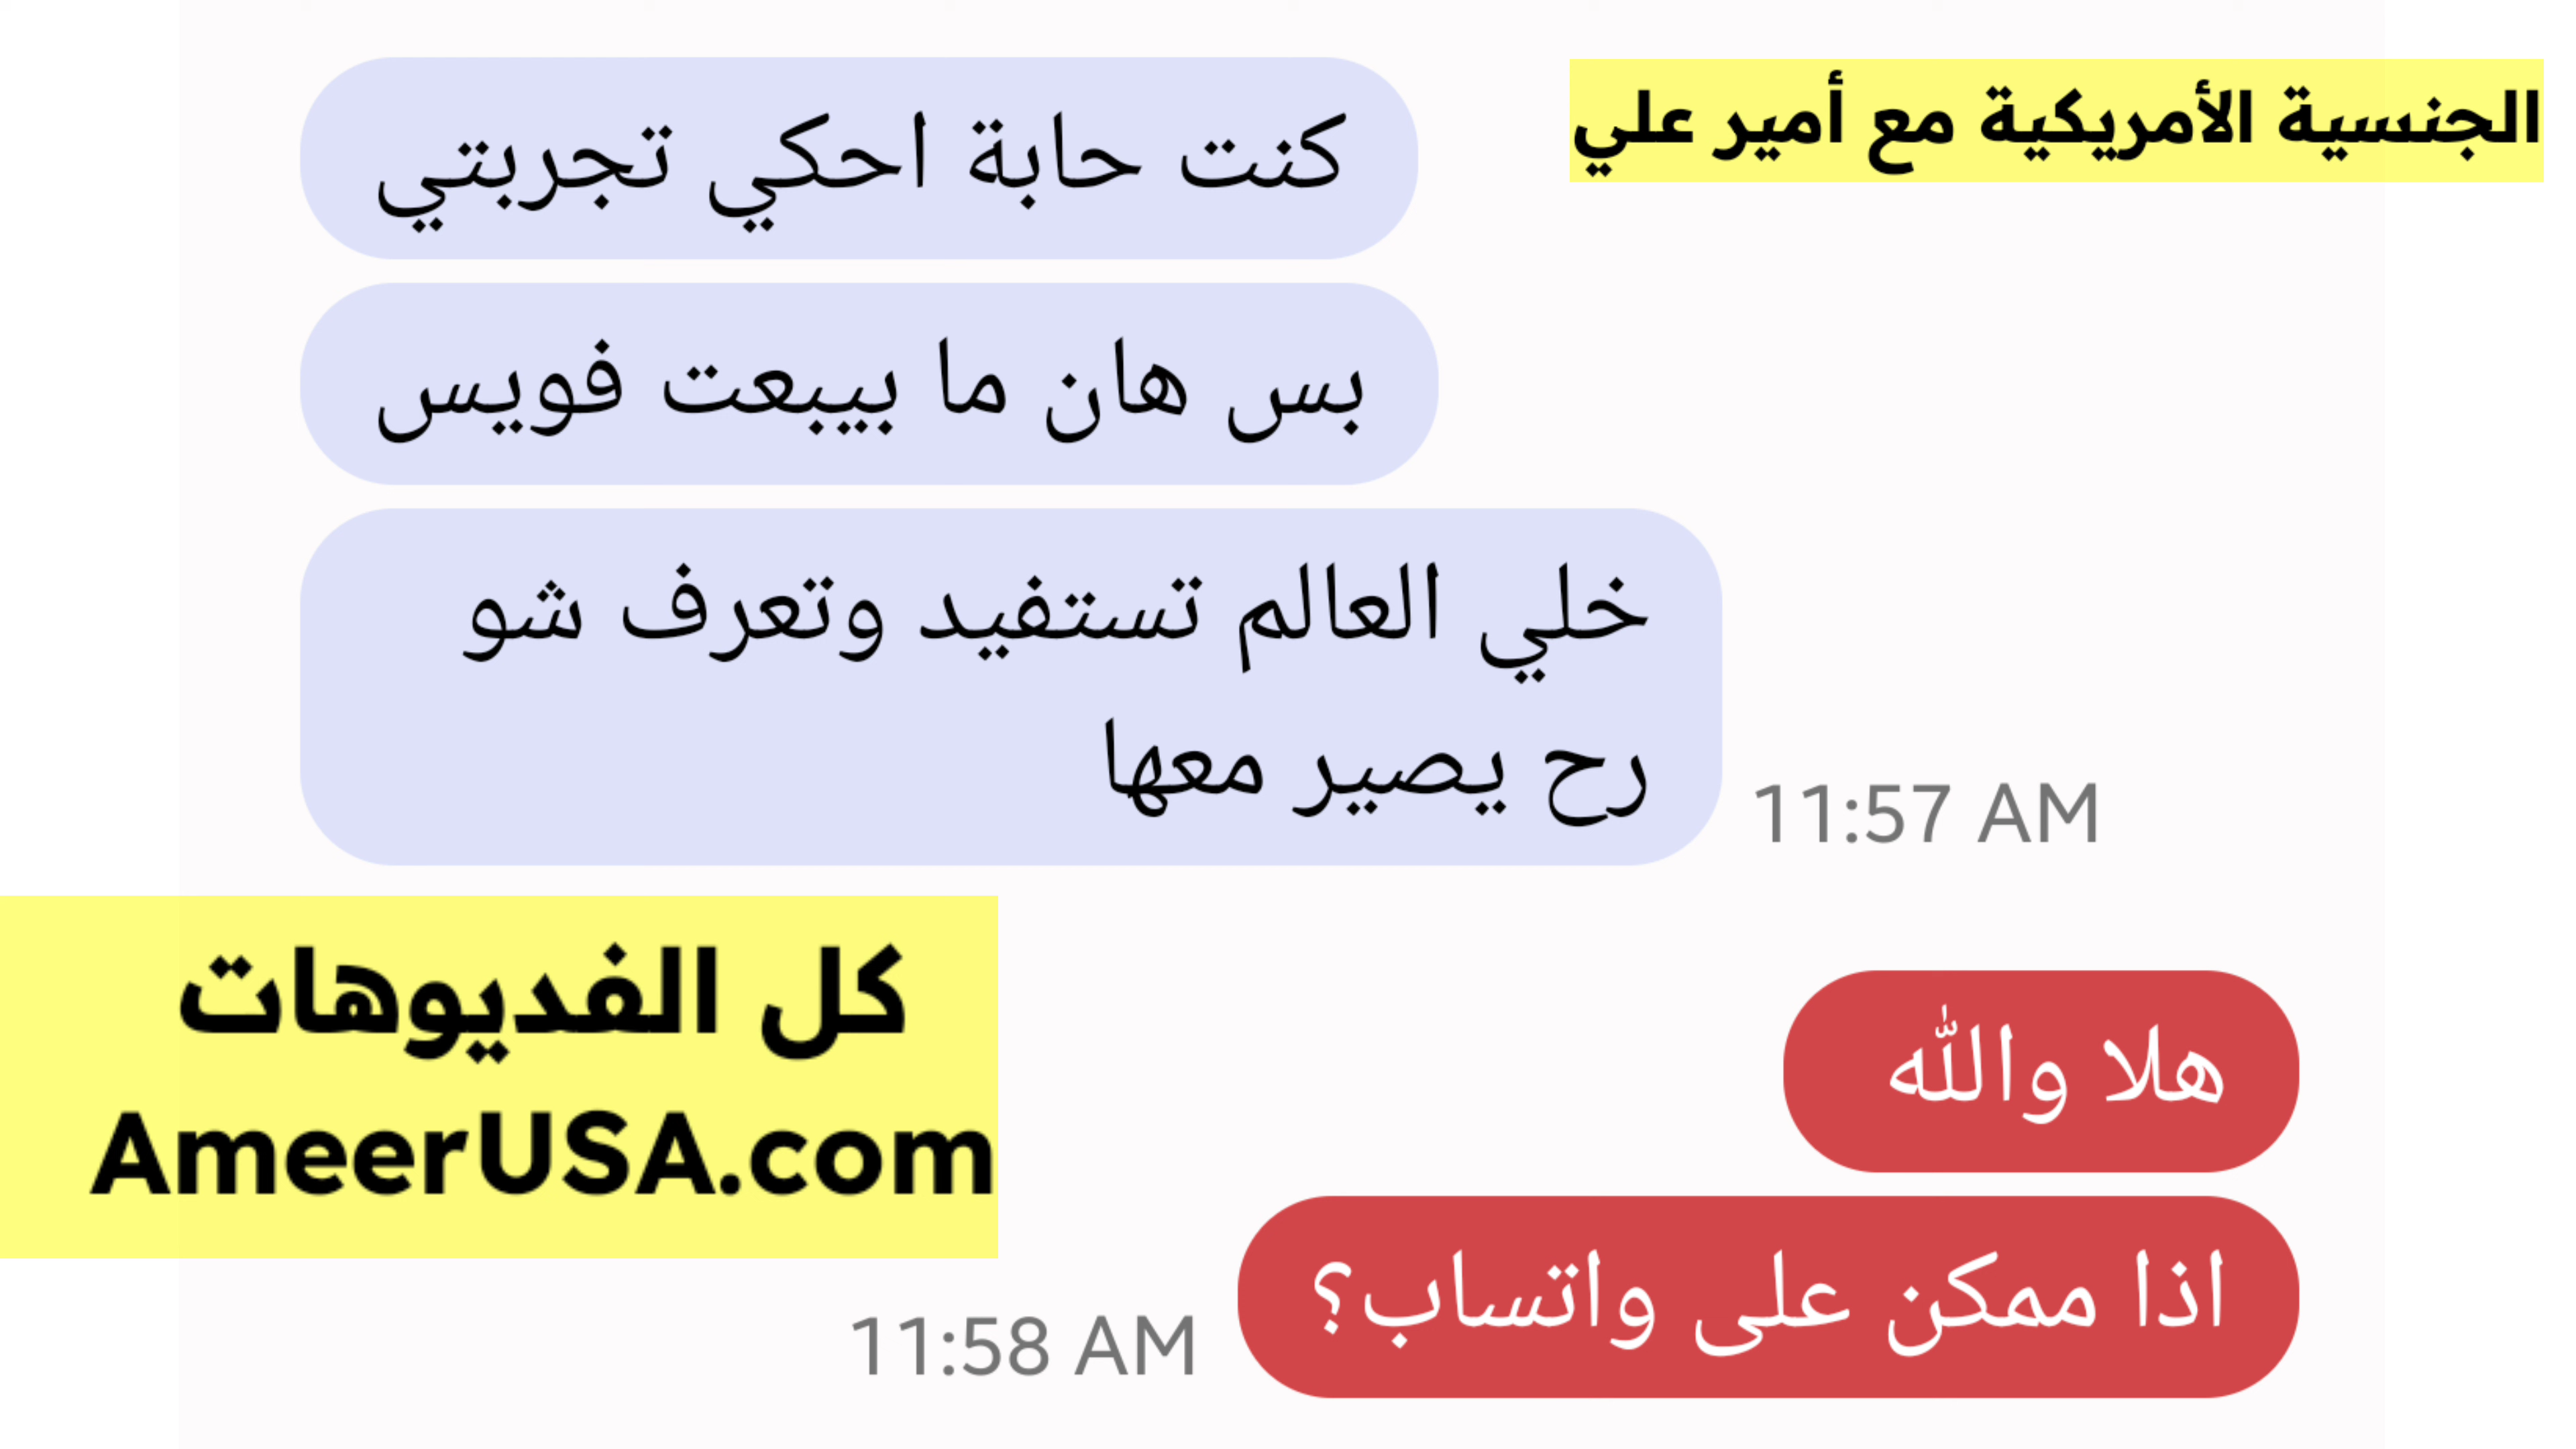 الجنسية الأمريكية مع أمير علي
كنت حابة احكي تجربتي
بس هان ما بيبعت فويس
خلي العالم تستفيد وتعرف شو
رح يصير معها
11:57 AM
كل الفديوهات
AmeerUSA.com
هلا والله
اذا ممكن على واتساب؟
11:58 AM